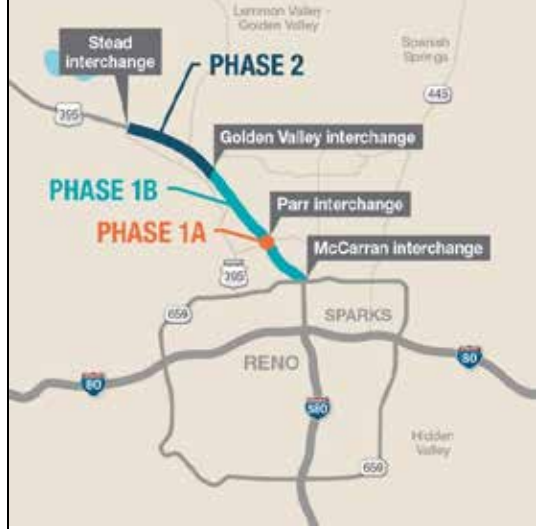 Lemmon Valley -
Golden Valley
Stead
interchange
Spanish
Springs
PHASE 2
445
395
Golden Valley interchange
PHASE 1B
Parr interchange
PHASE 1A
McCarran interchange
395
659
SPARKS
RENO
80
80
580
Hidden
Valley
659